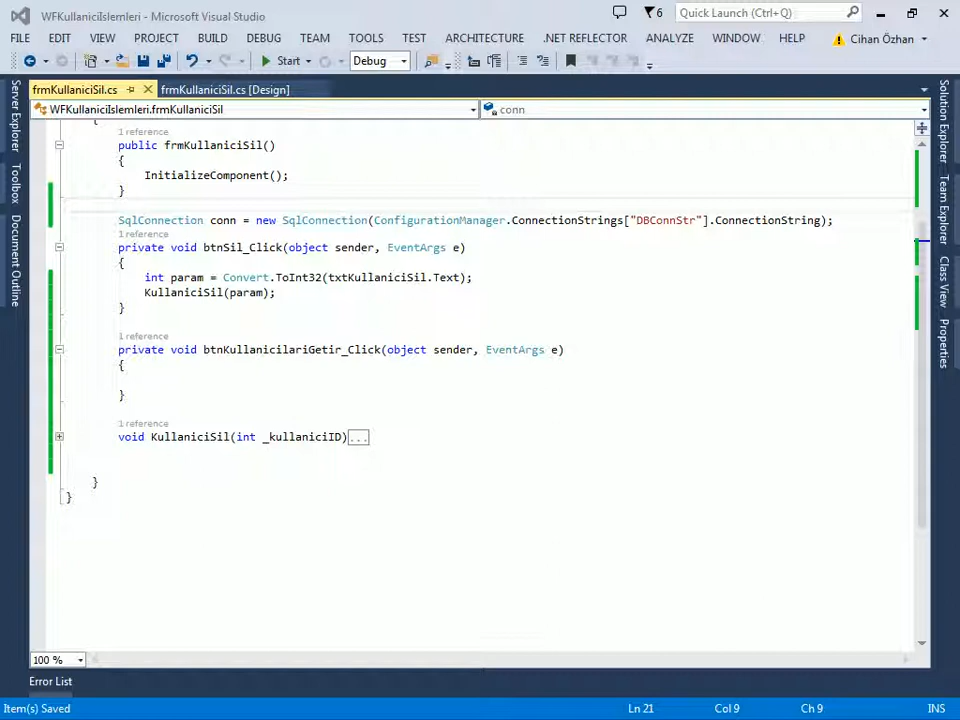 WFKullaniciIslemleri - Microsoft Visual Studio
6
Quick Launch (Ctrl+Q)
FILE EDIT VIEW PROJECT BUILD DEBUG TEAM TOOLS TEST ARCHITECTURE .NET REFLECTOR ANALYZE WINDOW HELP Cihan Özhan
Start Debug
frmKullaniciSil.cs frmKullaniciSil.cs [Design]
WFKullaniciIslemleri.frmKullaniciSil conn
Server Explorer
Toolbox
Document Outline
{
1 reference
public frmKullaniciSil()
{
InitializeComponent();
}
SqlConnection conn = new SqlConnection(ConfigurationManager.ConnectionStrings["DBConnStr"].ConnectionString);
1 reference
private void btnSil_Click(object sender, EventArgs e)
{
int param = Convert.ToInt32(txtKullaniciSil.Text);
KullaniciSil(param);
}
1 reference
private void btnKullanicilariGetir_Click(object sender, EventArgs e)
{
}
1 reference
void KullaniciSil(int _kullaniciID)...
}
}
Solution Explorer
Team Explorer
Class View
Properties
100 %
Error List
Item(s) Saved Ln 21 Col 9 Ch 9 INS